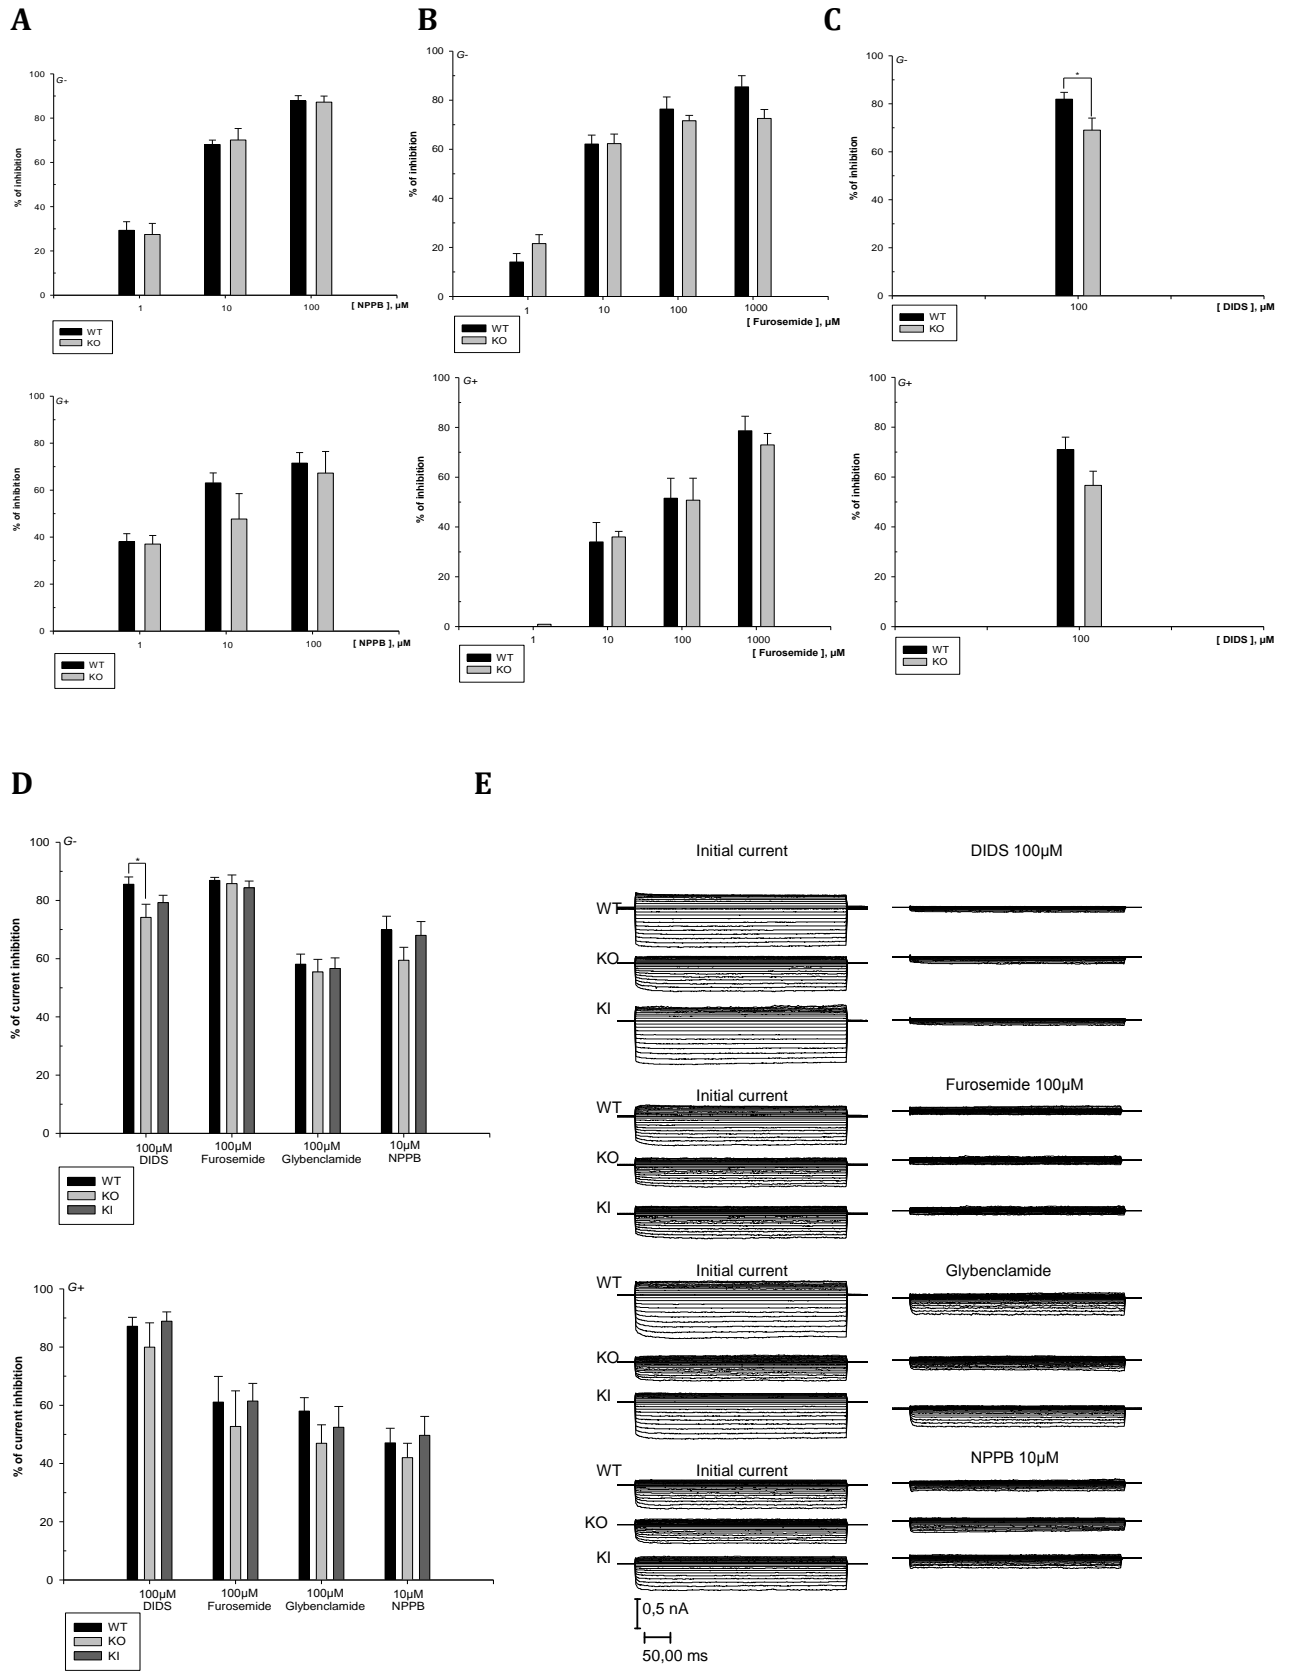 A
B
C
G-
100
80
60
40
20
0
% of inhibition
1
10
100
[ NPPB ], µM
WT
KO
G-
100
80
60
40
20
0
% of inhibition
1
10
100
1000
[ Furosemide ], µM
WT
KO
G-
100
80
60
40
20
0
% of inhibition
*
100
[ DIDS ], µM
WT
KO
G+
100
80
60
40
20
0
% of inhibition
1
10
100
[ NPPB ], µM
WT
KO
G+
100
80
60
40
20
0
% of inhibition
1
10
100
1000
[ Furosemide ], µM
WT
KO
G+
100
80
60
40
20
0
% of inhibition
100
[ DIDS ], µM
WT
KO
D
G-
100
80
60
40
20
0
% of current inhibition
*
100µM
DIDS
100µM
Furosemide
100µM
Glybenclamide
10µM
NPPB
WT
KO
KI
G+
100
80
60
40
20
0
% of current inhibition
100µM
DIDS
100µM
Furosemide
100µM
Glybenclamide
10µM
NPPB
WT
KO
KI
E
Initial current
DIDS 100µM
WT
KO
KI
Initial current
Furosemide 100µM
WT
KO
KI
Initial current
Glybenclamide
WT
KO
KI
Initial current
NPPB 10µM
WT
KO
KI
0,5 nA
50,00 ms